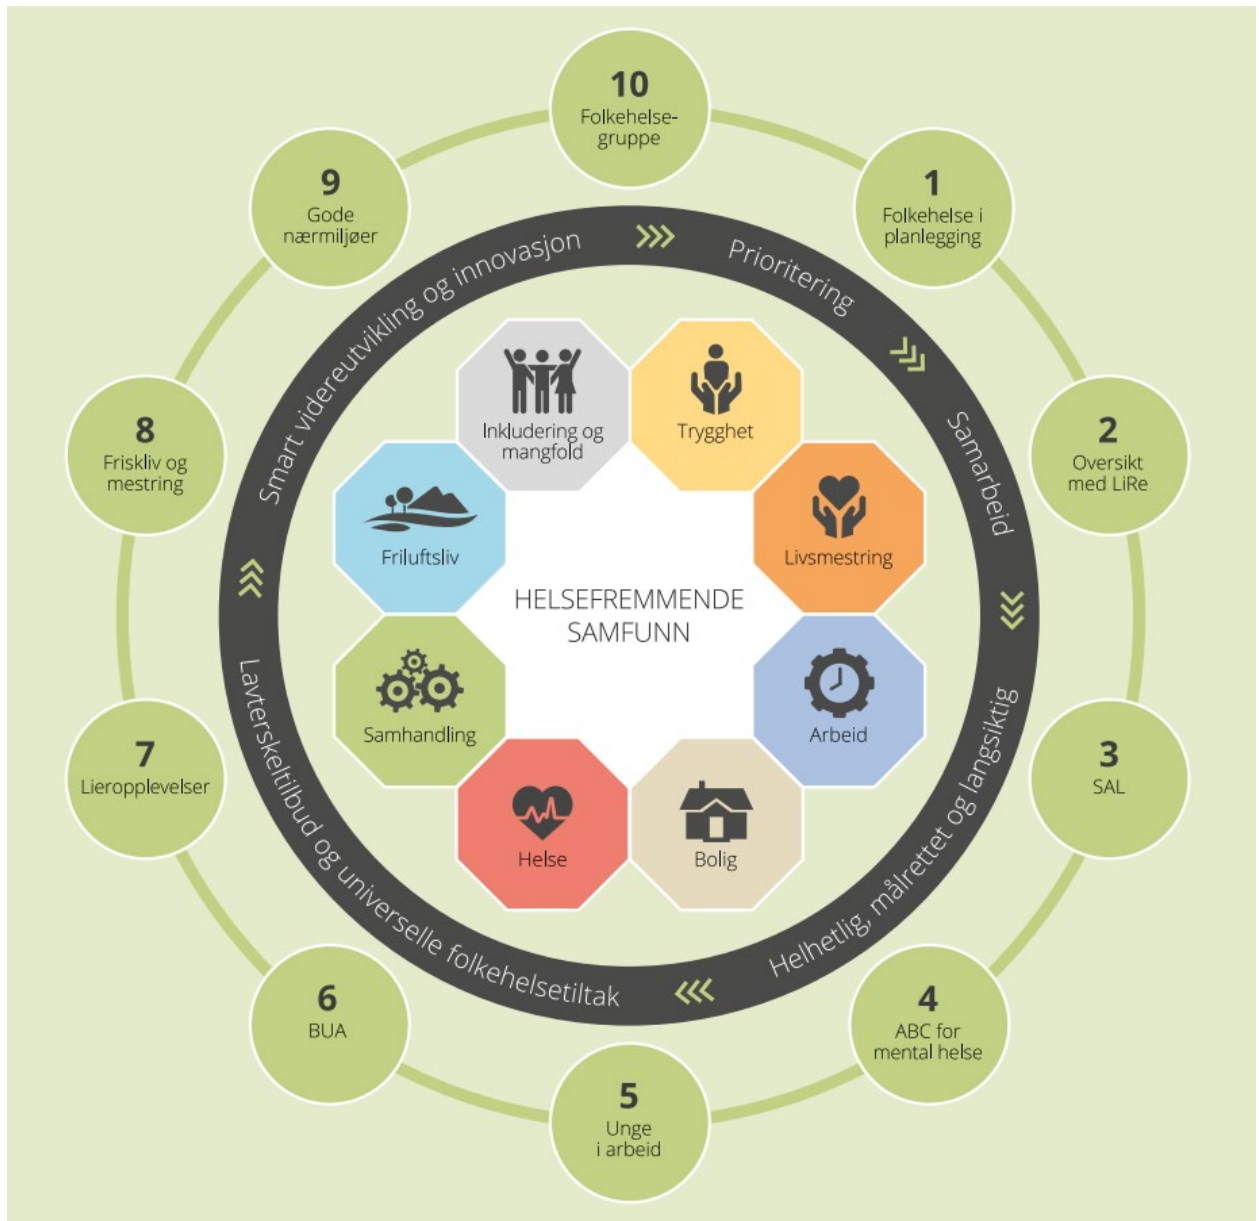 10
Folkehelse-
gruppe
1
Folkehelse i
planlegging
2
Oversikt
med LiRe
3
SAL
4
ABC for
mental helse
5
Unge
i arbeid
6
BUA
7
Lieropplevelser
8
Friskliv og
mestring
9
Gode
nærmiljøer
Prioritering
Samarbeid
Helhetlig, målrettet og langsiktig
Lavterskeltilbud og universelle folkehelsetiltak
Smart videreutvikling og innovasjon
Inkludering og
mangfold
Trygghet
Livsmestring
Arbeid
Bolig
Helse
Samhandling
Friluftsliv
HELSEFREMMENDE
SAMFUNN